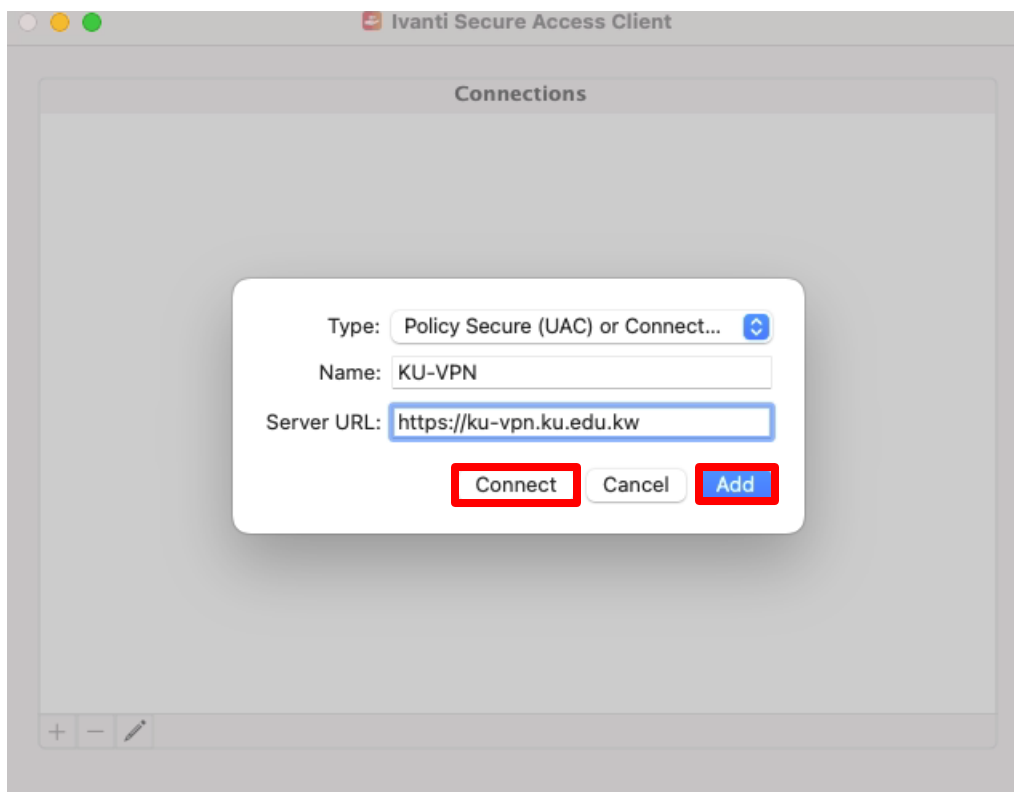 Ivanti Secure Access Client
Connections
Type: Policy Secure (UAC) or Connect...
Name: KU-VPN
Server URL: https://ku-vpn.ku.edu.kw
Connect Cancel Add